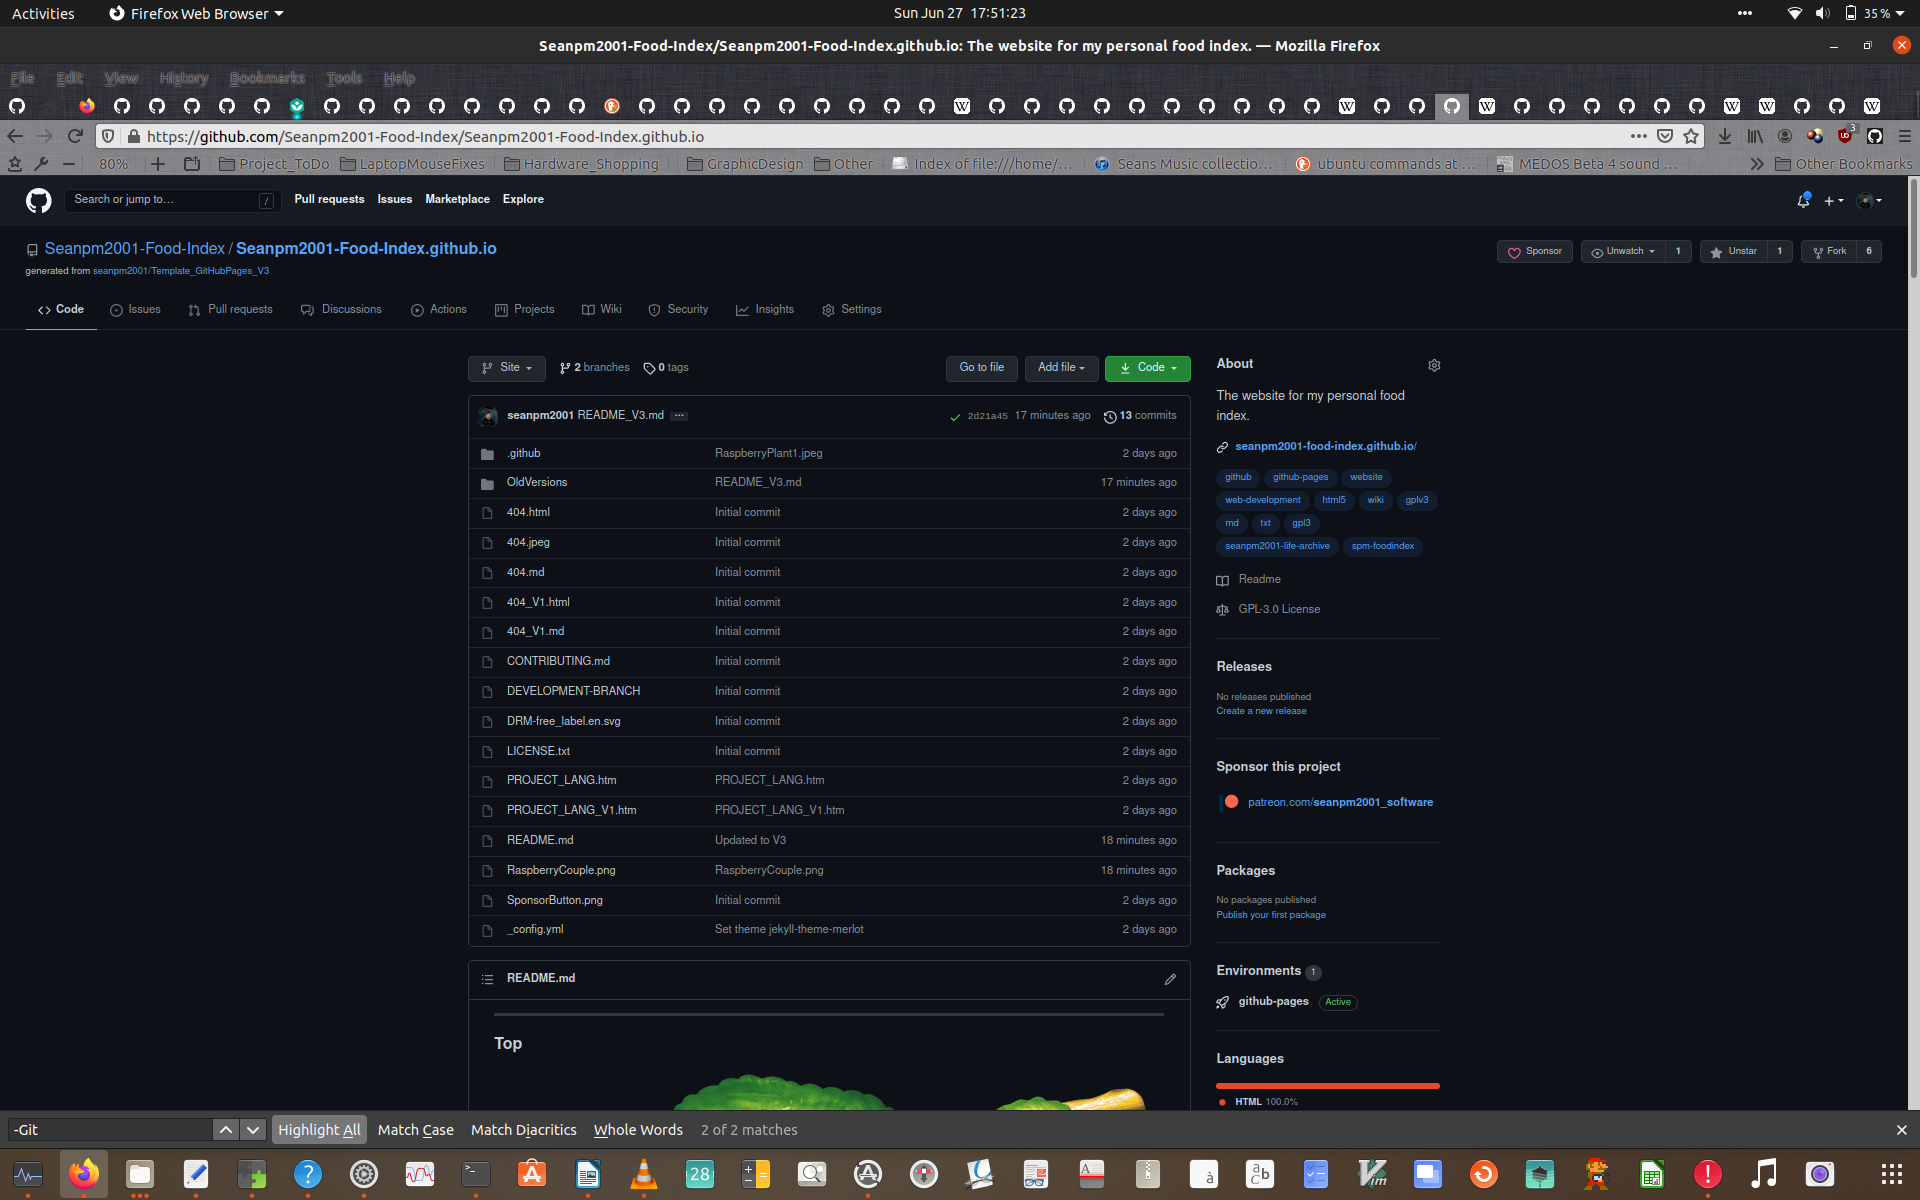 Activities Firefox Web Browser Sun Jun 27 17:51:23 35 %
Seanpm2001-Food-Index/Seanpm2001-Food-Index.github.io: The website for my personal food index. — Mozilla Firefox
File Edit View History Bookmarks Tools Help
https://github.com/Seanpm2001-Food-Index/Seanpm2001-Food-Index.github.io 3
80% Project_ToDo LaptopMouseFixes Hardware_Shopping GraphicDesign Other Index of file:///home/... Seans Music collectio... ubuntu commands at ... MEDOS Beta 4 sound ... Other Bookmarks
Search or jump to... / Pull requests Issues Marketplace Explore
Seanpm2001-Food-Index / Seanpm2001-Food-Index.github.io Sponsor Unwatch 1 Unstar 1 Fork 6
generated from seanpm2001/Template_GitHubPages_V3
Code Issues Pull requests Discussions Actions Projects Wiki Security Insights Settings
Site 2 branches 0 tags Go to file Add file Code
seanpm2001 README_V3.md ... 2d21a45 17 minutes ago 13 commits
.github RaspberryPlant1.jpeg 2 days ago
OldVersions README_V3.md 17 minutes ago
404.html Initial commit 2 days ago
404.jpeg Initial commit 2 days ago
404.md Initial commit 2 days ago
404_V1.html Initial commit 2 days ago
404_V1.md Initial commit 2 days ago
CONTRIBUTING.md Initial commit 2 days ago
DEVELOPMENT-BRANCH Initial commit 2 days ago
DRM-free_label.en.svg Initial commit 2 days ago
LICENSE.txt Initial commit 2 days ago
PROJECT_LANG.htm PROJECT_LANG.htm 2 days ago
PROJECT_LANG_V1.htm PROJECT_LANG_V1.htm 2 days ago
README.md Updated to V3 18 minutes ago
RaspberryCouple.png RaspberryCouple.png 18 minutes ago
SponsorButton.png Initial commit 2 days ago
_config.yml Set theme jekyll-theme-merlot 2 days ago
README.md
Top
About
The website for my personal food
index.
seanpm2001-food-index.github.io/
github github-pages website
web-development html5 wiki gplv3
md txt gpl3
seanpm2001-life-archive spm-foodindex
Readme
GPL-3.0 License
Releases
No releases published
Create a new release
Sponsor this project
patreon.com/seanpm2001_software
Packages
No packages published
Publish your first package
Environments 1
github-pages Active
Languages
HTML 100.0%
-Git Highlight All Match Case Match Diacritics Whole Words 2 of 2 matches
28